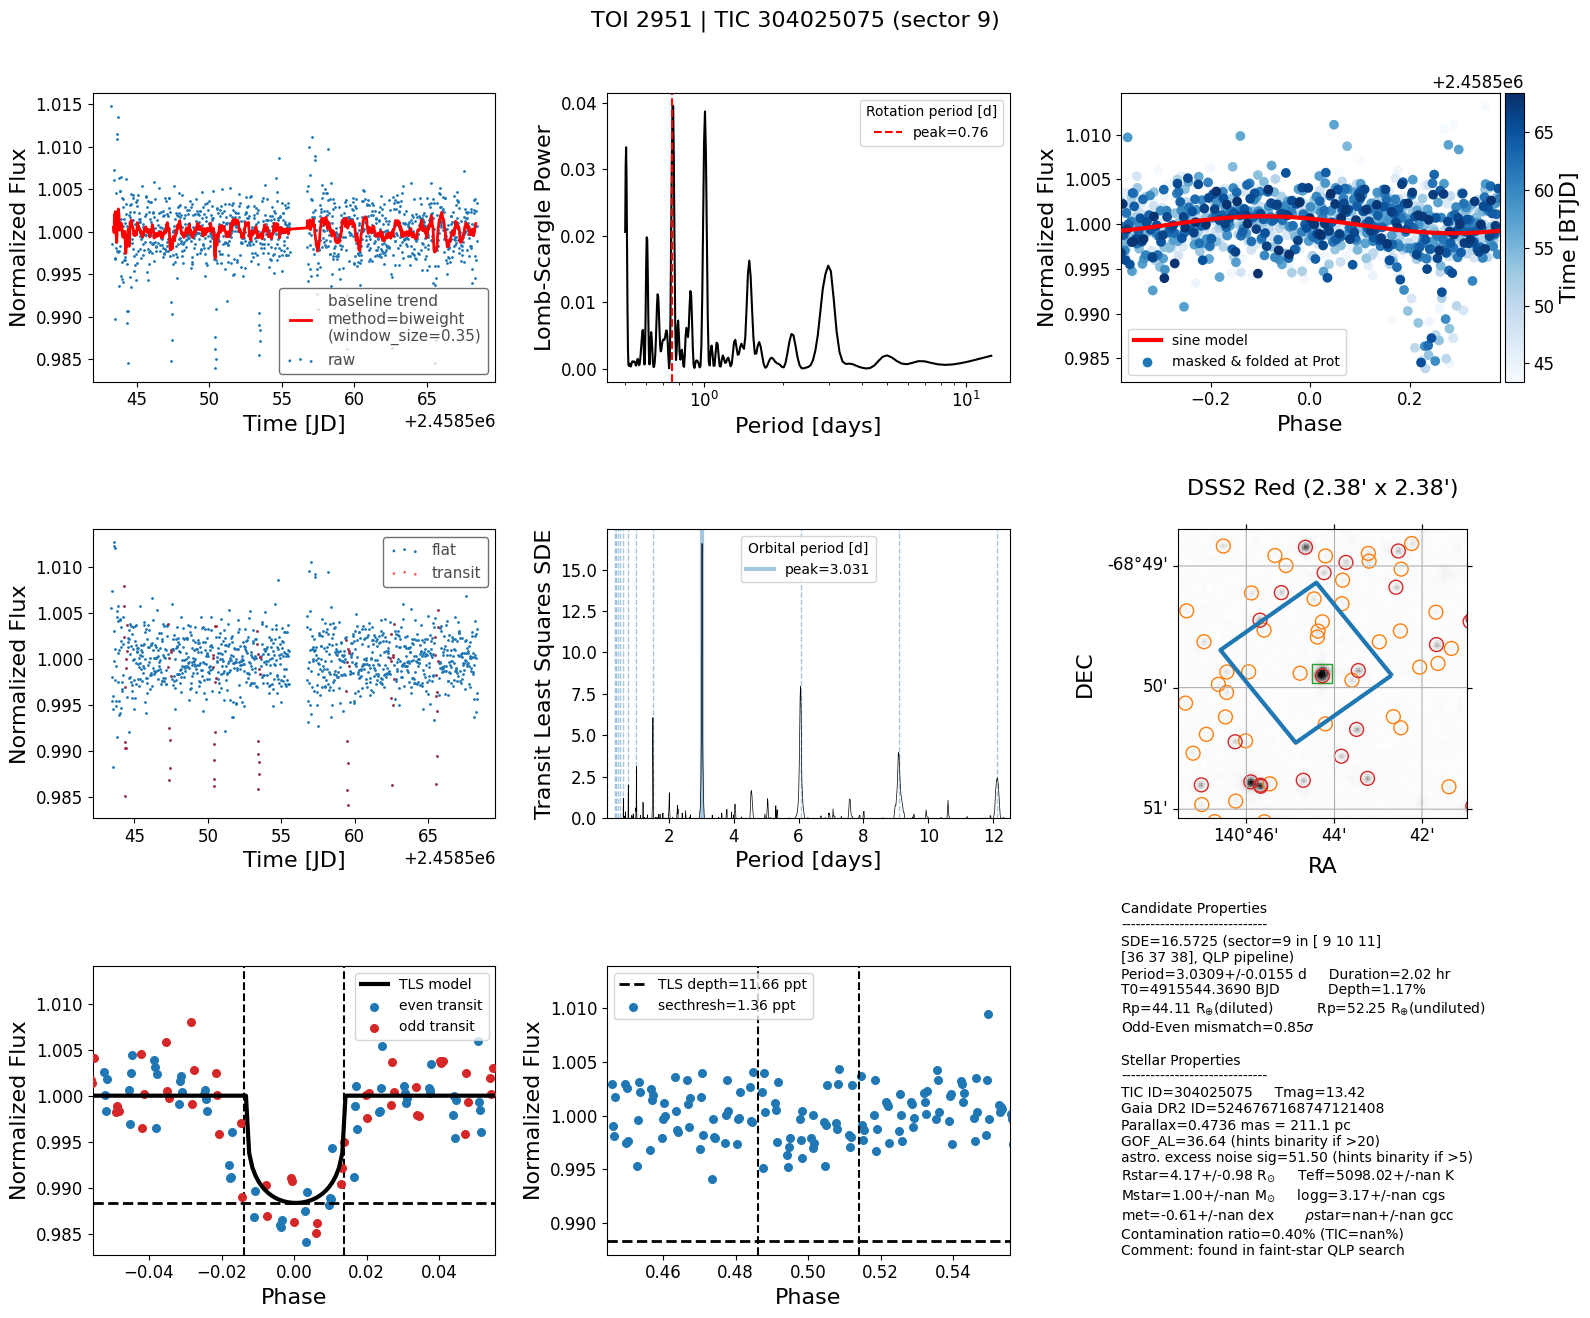 TOI 2951 | TIC 304025075 (sector 9)
Normalized Flux
1.015
1.010
1.005
1.000
0.995
0.990
0.985
baseline trend
method=biweight
(window_size=0.35)
raw
45
50
55
60
65
Time [JD]
+2.4585e6
Lomb-Scargle Power
0.04
0.03
0.02
0.01
0.00
Rotation period [d]
peak=0.76
10⁰
10¹
Period [days]
+2.4585e6
Normalized Flux
1.010
1.005
1.000
0.995
0.990
0.985
sine model
masked & folded at Prot
−0.2
0.0
0.2
Phase
65
60
55
50
45
Time [BTJD]
Normalized Flux
1.010
1.005
1.000
0.995
0.990
0.985
flat
transit
45
50
55
60
65
Time [JD]
+2.4585e6
Transit Least Squares SDE
15.0
12.5
10.0
7.5
5.0
2.5
0.0
Orbital period [d]
peak=3.031
2
4
6
8
10
12
Period [days]
DSS2 Red (2.38' x 2.38')
DEC
-68°49'
50'
51'
140°46'
44'
42'
RA
Normalized Flux
1.010
1.005
1.000
0.995
0.990
0.985
TLS model
even transit
odd transit
−0.04
−0.02
0.00
0.02
0.04
Phase
Normalized Flux
1.010
1.005
1.000
0.995
0.990
TLS depth=11.66 ppt
secthresh=1.36 ppt
0.46
0.48
0.50
0.52
0.54
Phase
Candidate Properties
------------------------------
SDE=16.5725 (sector=9 in [ 9 10 11]
[36 37 38], QLP pipeline)
Period=3.0309+/-0.0155 d Duration=2.02 hr
T0=4915544.3690 BJD Depth=1.17%
Rp=44.11 R⊕(diluted) Rp=52.25 R⊕(undiluted)
Odd-Even mismatch=0.85σ
Stellar Properties
------------------------------
TIC ID=304025075 Tmag=13.42
Gaia DR2 ID=5246767168747121408
Parallax=0.4736 mas = 211.1 pc
GOF_AL=36.64 (hints binarity if >20)
astro. excess noise sig=51.50 (hints binarity if >5)
Rstar=4.17+/-0.98 R⊙ Teff=5098.02+/-nan K
Mstar=1.00+/-nan M⊙ logg=3.17+/-nan cgs
met=-0.61+/-nan dex ρstar=nan+/-nan gcc
Contamination ratio=0.40% (TIC=nan%)
Comment: found in faint-star QLP search